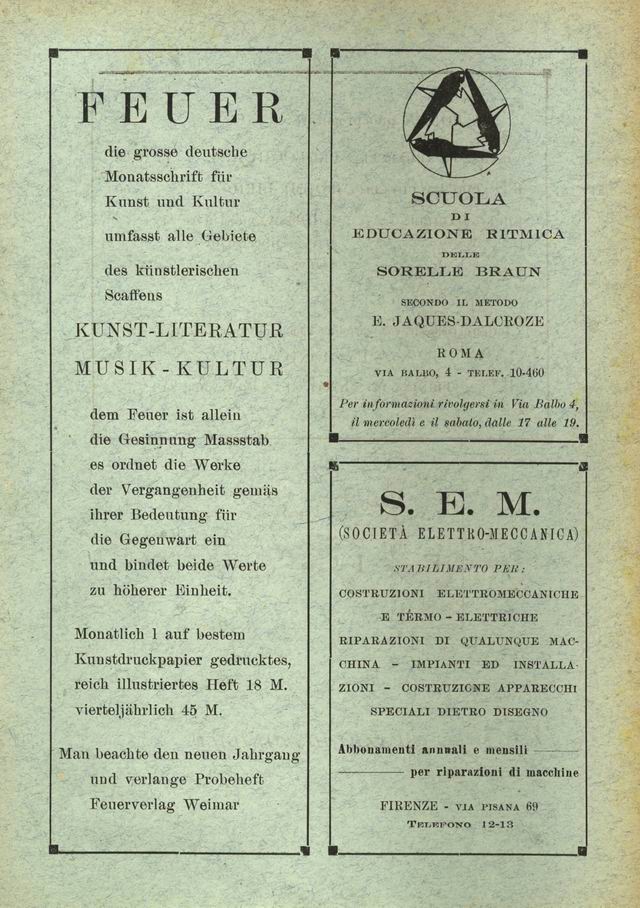 FEUER
die grosse deutsche
Monatsschrift für
Kunst und Kultur
umfasst alle Gebiete
des künstlerischen
Scaffens
KUNST-LITERATUR
MUSIK - KULTUR
dem Feuer ist allein
die Gesinnung Massstab
es ordnet die Werke
der Vergangenheit gemäs
ihrer Bedeutung für
die Gegenwart ein
und bindet beide Werte
zu höherer Einheit.
Monatlich 1 auf bestem
Kunstdruckpapier gedrucktes,
reich illustriertes Heft 18 M.
vierteljährlich 45 M.
Man beachte den neuen Jahrgang
und verlange Probeheft
Feuerverlag Weimar
SCUOLA
DI
EDUCAZIONE RITMICA
DELLE
SORELLE BRAUN
SECONDO IL METODO
E. JAQUES-DALCROZE
ROMA
VIA BALBO, 4 - TELEF. 10-460
Per informazioni rivolgersi in Via Balbo 4,
il mercoledì e il sabato, dalle 17 alle 19.
S. E. M.
(SOCIETÀ ELETTRO-MECCANICA)
STABILIMENTO PER:
COSTRUZIONI ELETTROMECCANICHE
E TÉRMO - ELETTRICHE
RIPARAZIONI DI QUALUNQUE MAC-
CHINA - IMPIANTI ED INSTALLA-
ZIONI - COSTRUZIONE APPARECCHI
SPECIALI DIETRO DISEGNO
Abbonamenti annuali e mensili
per riparazioni di macchine
FIRENZE - VIA PISANA 69
TELEFONO 12-13